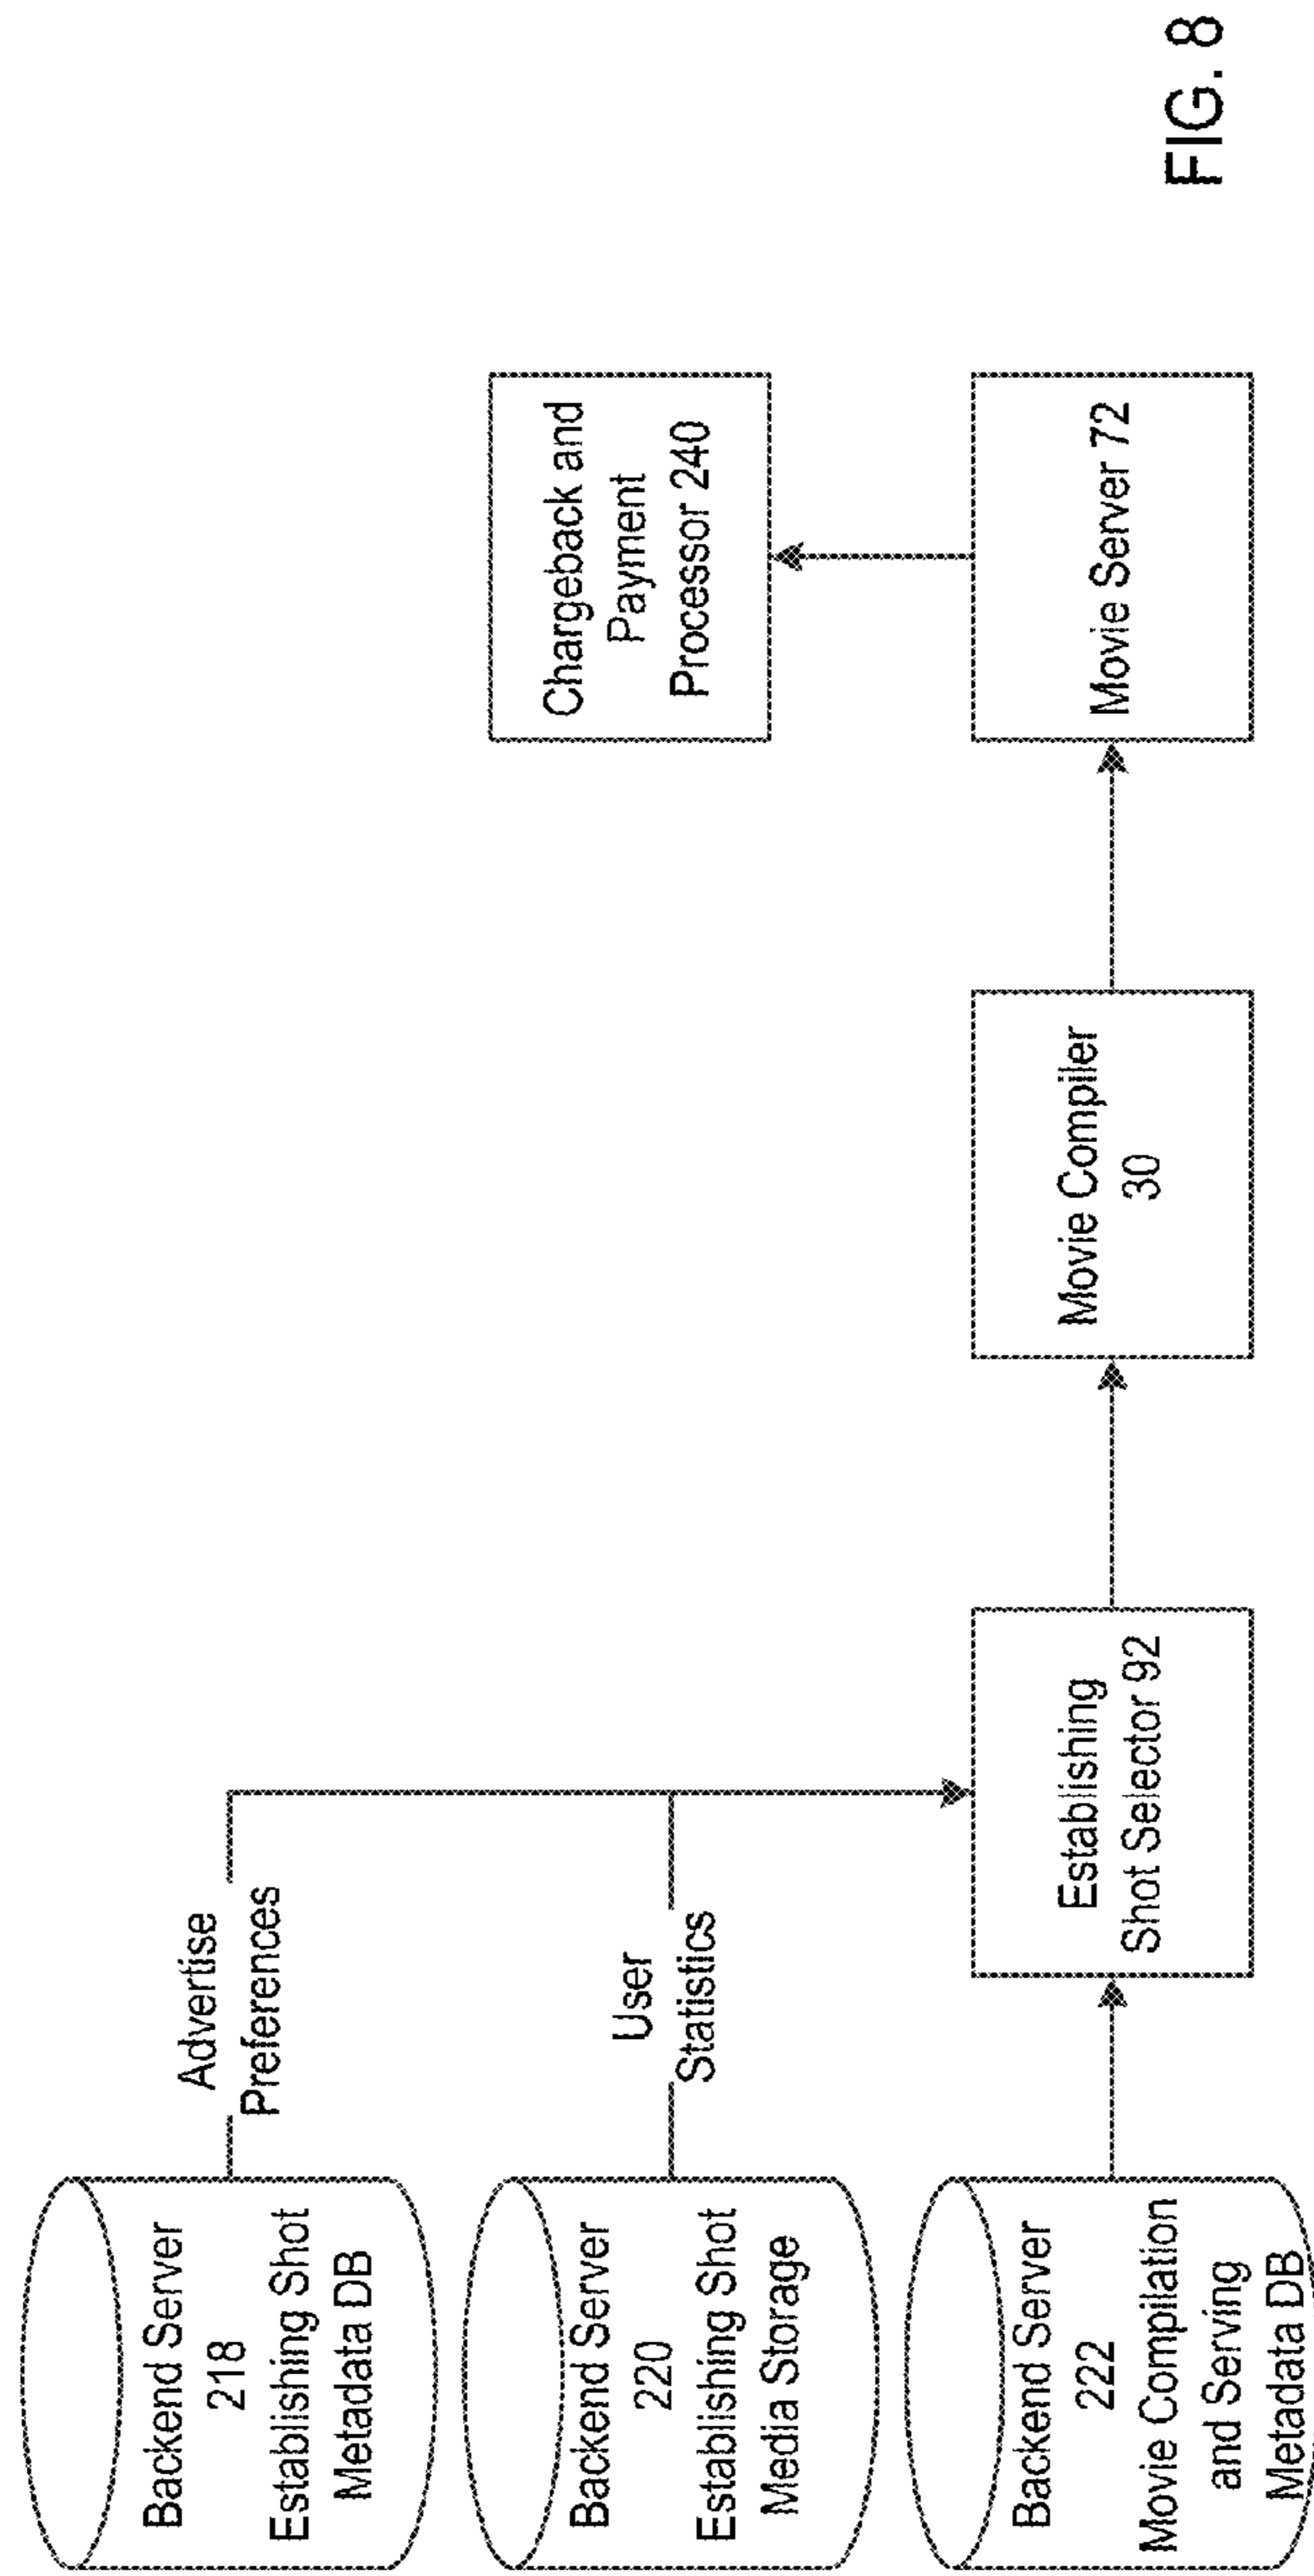 Backend Server
218
Establishing Shot
Metadata DB
Advertise
Preferences
Backend Server
220
Establishing Shot
Media Storage
User
Statistics
Backend Server
222
Movie Compilation
and Serving
Metadata DB
Establishing
Shot Selector 92
Movie Compiler
30
Movie Server 72
Chargeback and
Payment
Processor 240
FIG. 8